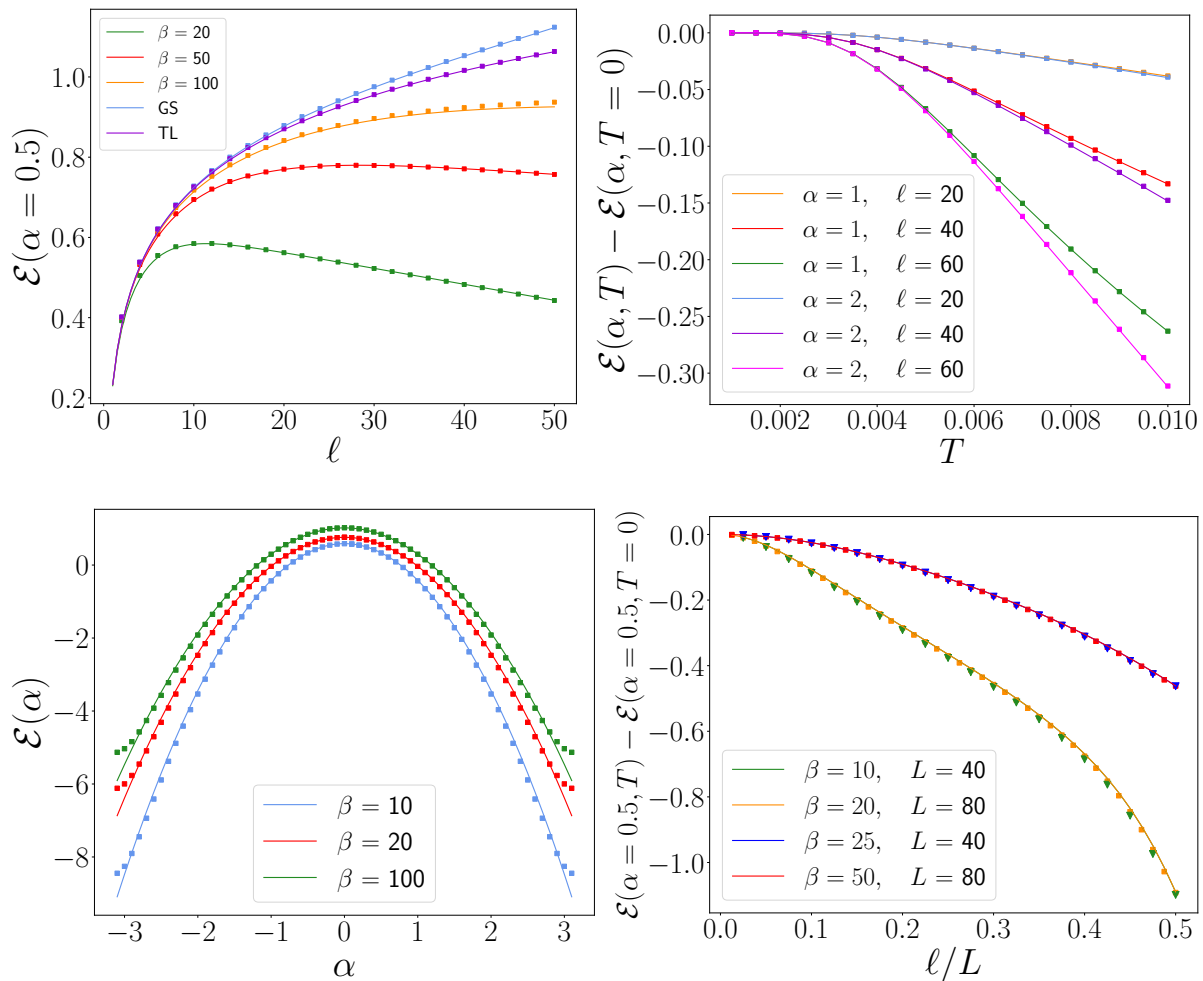 ℰ(α = 0.5)
1.0
0.8
0.6
0.4
0.2
β = 20
β = 50
β = 100
GS
TL
0 10 20 30 40 50
ℓ
ℰ(α, T) − ℰ(α, T = 0)
0.00
−0.05
−0.10
−0.15
−0.20
−0.25
−0.30
α = 1, ℓ = 20
α = 1, ℓ = 40
α = 1, ℓ = 60
α = 2, ℓ = 20
α = 2, ℓ = 40
α = 2, ℓ = 60
0.002 0.004 0.006 0.008 0.010
T
ℰ(α)
0
−2
−4
−6
−8
β = 10
β = 20
β = 100
−3 −2 −1 0 1 2 3
α
ℰ(α = 0.5, T) − ℰ(α = 0.5, T = 0)
0.0
−0.2
−0.4
−0.6
−0.8
−1.0
β = 10, L = 40
β = 20, L = 80
β = 25, L = 40
β = 50, L = 80
0.0 0.1 0.2 0.3 0.4 0.5
ℓ/L